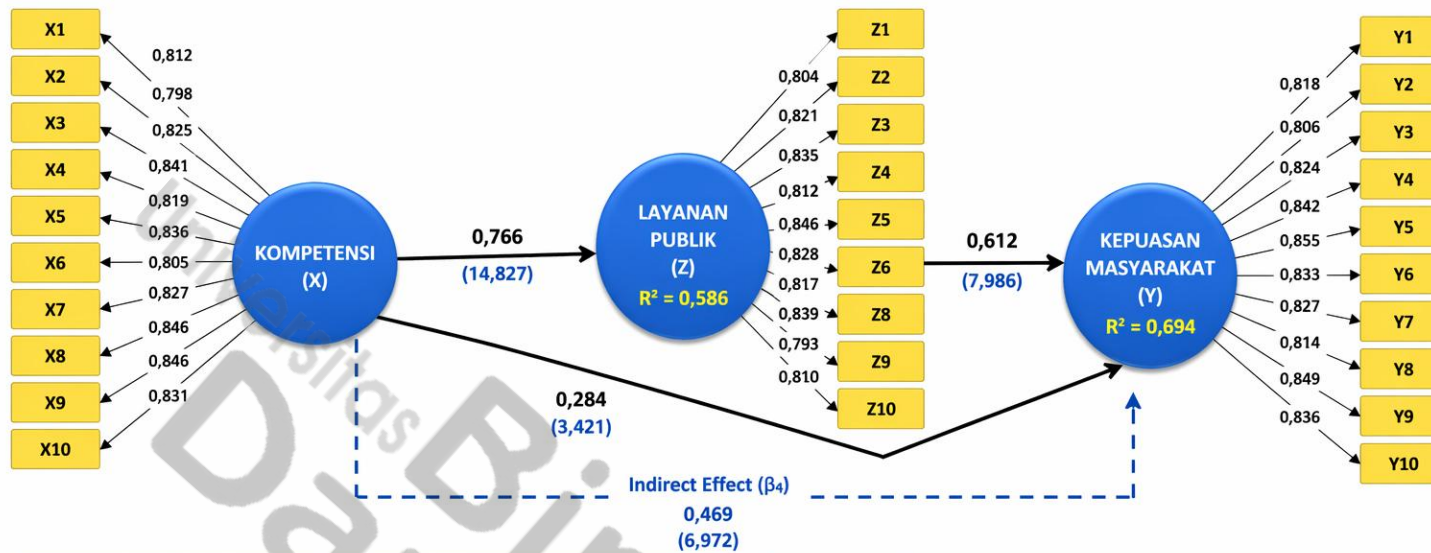 X1
X2
X3
X4
X5
X6
X7
X8
X9
X10
0,812
0,798
0,825
0,841
0,819
0,836
0,805
0,827
0,846
0,846
0,831
KOMPETENSI
(X)
0,766
(14,827)
LAYANAN
PUBLIK
(Z)
R² = 0,586
0,804
0,821
0,835
0,812
0,846
0,828
0,817
0,839
0,793
0,810
Z1
Z2
Z3
Z4
Z5
Z6
Z8
Z9
Z10
0,612
(7,986)
KEPUASAN
MASYARAKAT
(Y)
R² = 0,694
0,818
0,806
0,824
0,842
0,855
0,833
0,827
0,814
0,849
0,836
Y1
Y2
Y3
Y4
Y5
Y6
Y7
Y8
Y9
Y10
0,284
(3,421)
Indirect Effect (β₄)
0,469
(6,972)
Universitas